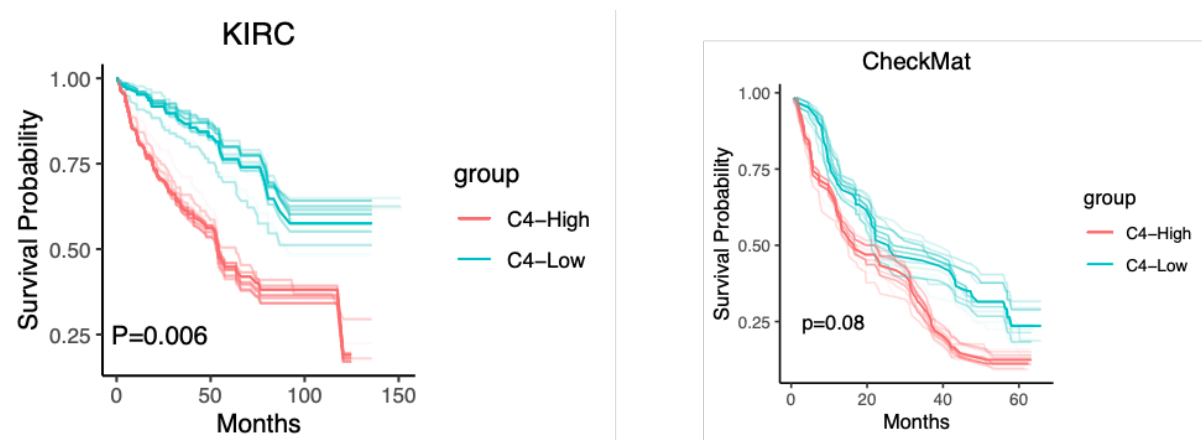 KIRC
1.00
0.75
0.50
0.25
Survival Probability
P=0.006
0 50 100 150
Months
group
C4-High
C4-Low
CheckMat
1.00
0.75
0.50
0.25
Survival Probability
p=0.08
0 20 40 60
Months
group
C4-High
C4-Low